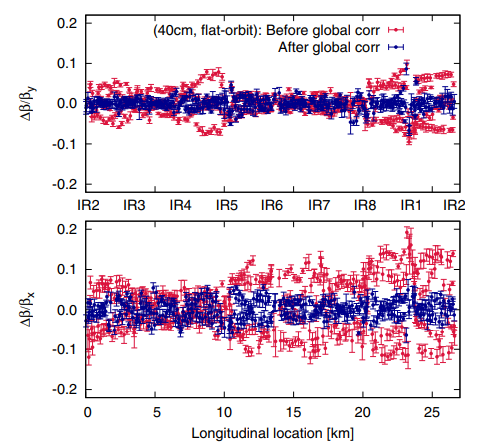 (40cm, flat-orbit): Before global corr
After global corr
0.2
0.1
0.0
-0.1
-0.2
Δβ/βy
IR2 IR3 IR4 IR5 IR6 IR7 IR8 IR1 IR2
0.2
0.1
0.0
-0.1
-0.2
Δβ/βx
0 5 10 15 20 25
Longitudinal location [km]